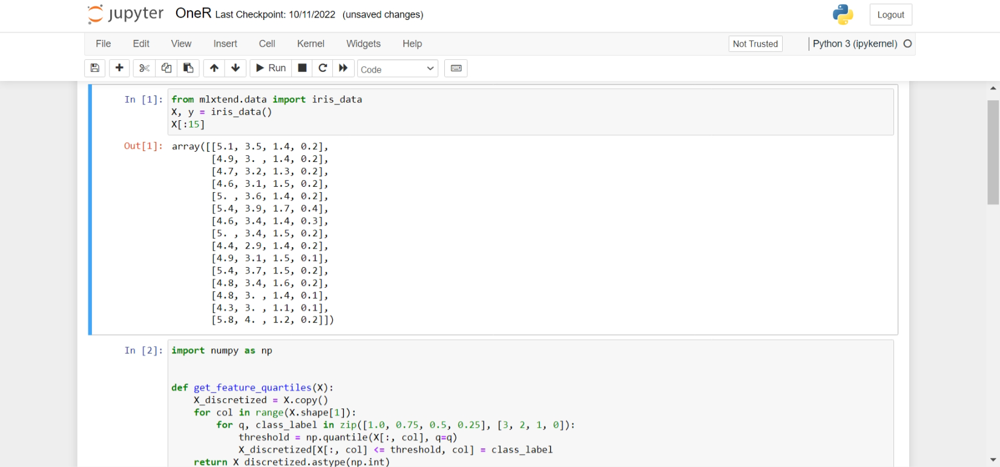 jupyter OneR Last Checkpoint: 10/11/2022 (unsaved changes) Logout
File Edit View Insert Cell Kernel Widgets Help Not Trusted Python 3 (ipykernel)
Run Code
In [1]: from mlxtend.data import iris_data
X, y = iris_data()
X[:15]
Out[1]: array([[5.1, 3.5, 1.4, 0.2],
[4.9, 3. , 1.4, 0.2],
[4.7, 3.2, 1.3, 0.2],
[4.6, 3.1, 1.5, 0.2],
[5. , 3.6, 1.4, 0.2],
[5.4, 3.9, 1.7, 0.4],
[4.6, 3.4, 1.4, 0.3],
[5. , 3.4, 1.5, 0.2],
[4.4, 2.9, 1.4, 0.2],
[4.9, 3.1, 1.5, 0.1],
[5.4, 3.7, 1.5, 0.2],
[4.8, 3.4, 1.6, 0.2],
[4.8, 3. , 1.4, 0.1],
[4.3, 3. , 1.1, 0.1],
[5.8, 4. , 1.2, 0.2]])
In [2]: import numpy as np
def get_feature_quartiles(X):
X_discretized = X.copy()
for col in range(X.shape[1]):
for q, class_label in zip([1.0, 0.75, 0.5, 0.25], [3, 2, 1, 0]):
threshold = np.quantile(X[:, col], q=q)
X_discretized[X[:, col] <= threshold, col] = class_label
return X_discretized.astype(np.int)